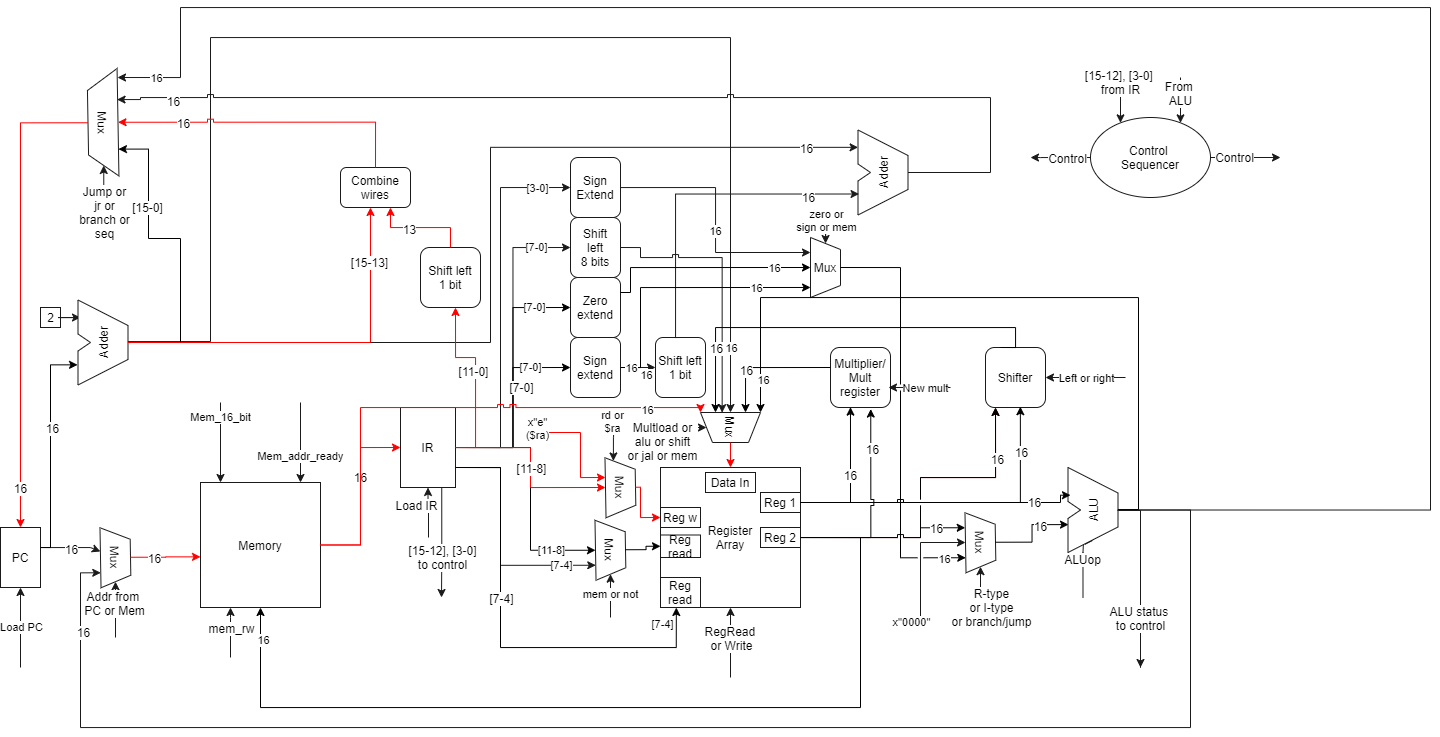 [15-12], [3-0]
from IR
From
ALU
Control
Control
Sequencer
Control
16
16
16
Mux
Jump or
jr or
branch or
seq
[15-0]
Combine
wires
13
[15-13]
Shift left
1 bit
[11-0]
2
Adder
16
16
Adder
16
[3-0]
Sign
Extend
[7-0]
Shift
left
8 bits
[7-0]
Zero
extend
[7-0]
Sign
extend
[7-0]
16
16
Shift left
1 bit
16
16
16
zero or
sign or mem
Mux
16
16
16
16
Multiplier/
Mult
register
New mult
Shifter
Left or right
16
16
16
16
Mem_16_bit
Mem_addr_ready
16
16
PC
Load PC
16
Mux
Addr from
PC or Mem
16
16
Memory
mem_rw
16
16
IR
Load IR
[15-12], [3-0]
to control
16
x"e"
($ra)
rd or
$ra
Mux
[11-8]
[11-8]
[7-4]
[7-4]
Mux
mem or not
Multload or
alu or shift
or jal or mem
Mux
Data In
Reg w
Reg
read
Reg
read
Register
Array
Reg 1
Reg 2
[7-4]
RegRead
or Write
16
16
16
Mux
x"0000"
R-type
or I-type
or branch/jump
16
ALU
ALUop
ALU status
to control